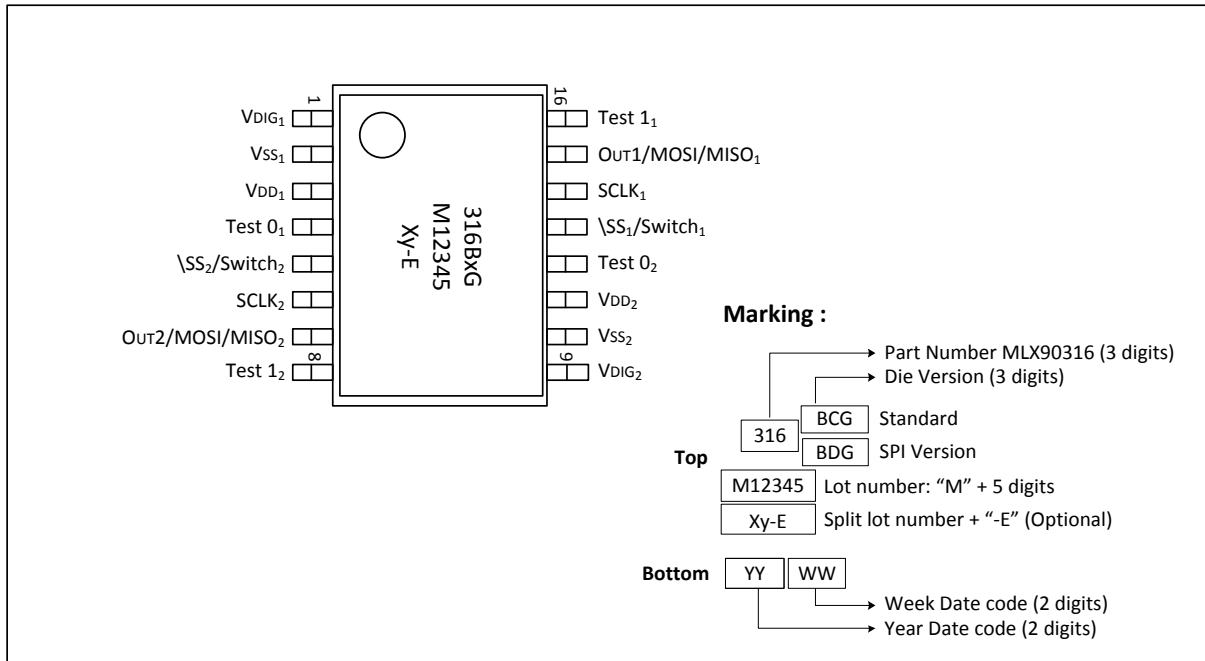 1
16
VDIG₁
Test 1₁
VSS₁
OUT1/MOSI/MISO₁
VDD₁
SCLK₁
Test 0₁
\SS₁/Switch₁
\SS₂/Switch₂
Test 0₂
SCLK₂
VDD₂
OUT2/MOSI/MISO₂
VSS₂
8
9
Test 1₂
VDIG₂
316BxG
M12345
Xy-E
Marking :
Part Number MLX90316 (3 digits)
Die Version (3 digits)
316
BCG Standard
BDG SPI Version
Top
M12345 Lot number: “M” + 5 digits
Xy-E Split lot number + “-E” (Optional)
Bottom YY WW
Week Date code (2 digits)
Year Date code (2 digits)